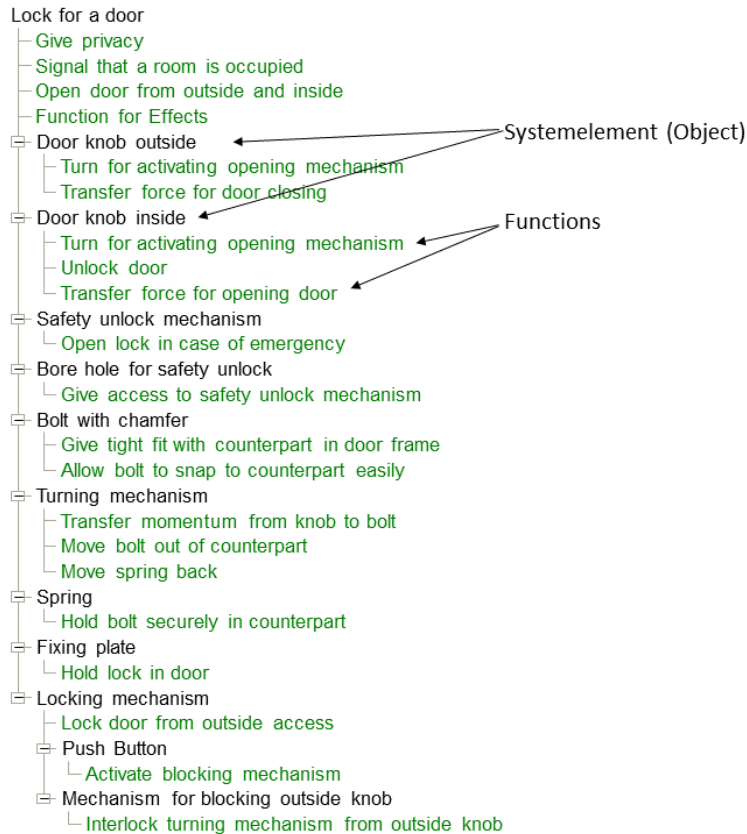 Lock for a door
Give privacy
Signal that a room is occupied
Open door from outside and inside
Function for Effects
Door knob outside
Systemelement (Object)
Turn for activating opening mechanism
Transfer force for door closing
Door knob inside
Functions
Turn for activating opening mechanism
Unlock door
Transfer force for opening door
Safety unlock mechanism
Open lock in case of emergency
Bore hole for safety unlock
Give access to safety unlock mechanism
Bolt with chamfer
Give tight fit with counterpart in door frame
Allow bolt to snap to counterpart easily
Turning mechanism
Transfer momentum from knob to bolt
Move bolt out of counterpart
Move spring back
Spring
Hold bolt securely in counterpart
Fixing plate
Hold lock in door
Locking mechanism
Lock door from outside access
Push Button
Activate blocking mechanism
Mechanism for blocking outside knob
Interlock turning mechanism from outside knob